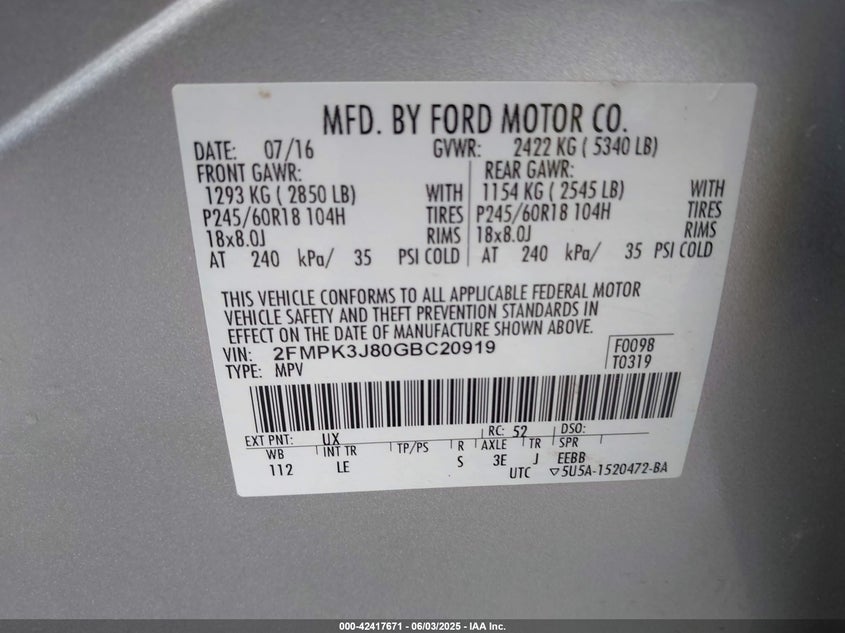 MFD. BY FORD MOTOR CO.
DATE: 07/16 GVWR: 2422 KG ( 5340 LB)
FRONT GAWR: REAR GAWR:
1293 KG ( 2850 LB) WITH 1154 KG ( 2545 LB) WITH
P245/60R18 104H TIRES P245/60R18 104H TIRES
18x8.0J RIMS 18x8.0J RIMS
AT 240 kPa/ 35 PSI COLD AT 240 kPa/ 35 PSI COLD
THIS VEHICLE CONFORMS TO ALL APPLICABLE FEDERAL MOTOR
VEHICLE SAFETY AND THEFT PREVENTION STANDARDS IN
EFFECT ON THE DATE OF MANUFACTURE SHOWN ABOVE.
VIN: 2FMPK3J80GBC20919 F0098
TYPE: MPV T0319
EXT PNT: UX RC: 52 DSO:
WB INT TR TP/PS R AXLE TR SPR
112 LE S 3E J EEBB
UTC ▽5U5A-1520472-BA
000-42417671 - 06/03/2025 - IAA Inc.